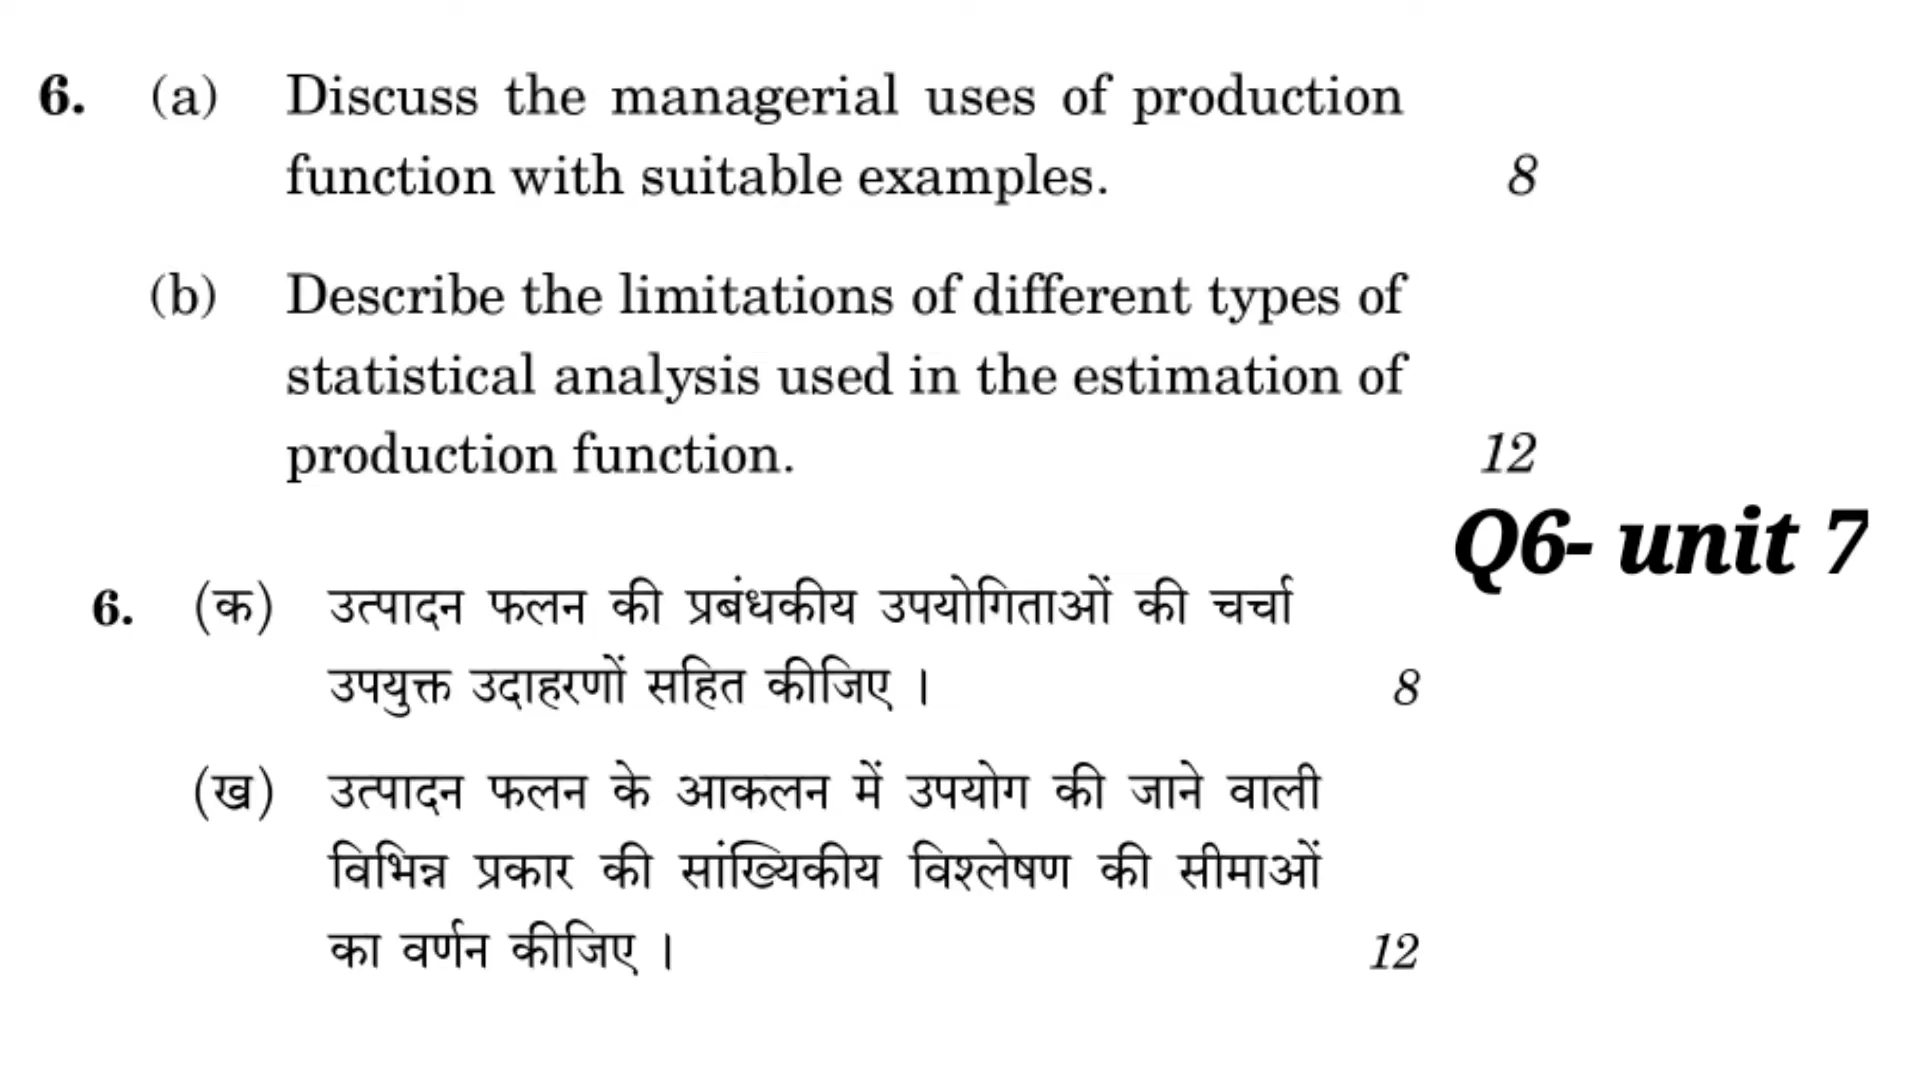 6. (a) Discuss the managerial uses of production
function with suitable examples. 8
(b) Describe the limitations of different types of
statistical analysis used in the estimation of
production function. 12
Q6- unit 7
6. (क) उत्पादन फलन की प्रबंधकीय उपयोगिताओं की चर्चा
उपयुक्त उदाहरणों सहित कीजिए । 8
(ख) उत्पादन फलन के आकलन में उपयोग की जाने वाली
विभिन्न प्रकार की सांख्यिकीय विश्लेषण की सीमाओं
का वर्णन कीजिए । 12